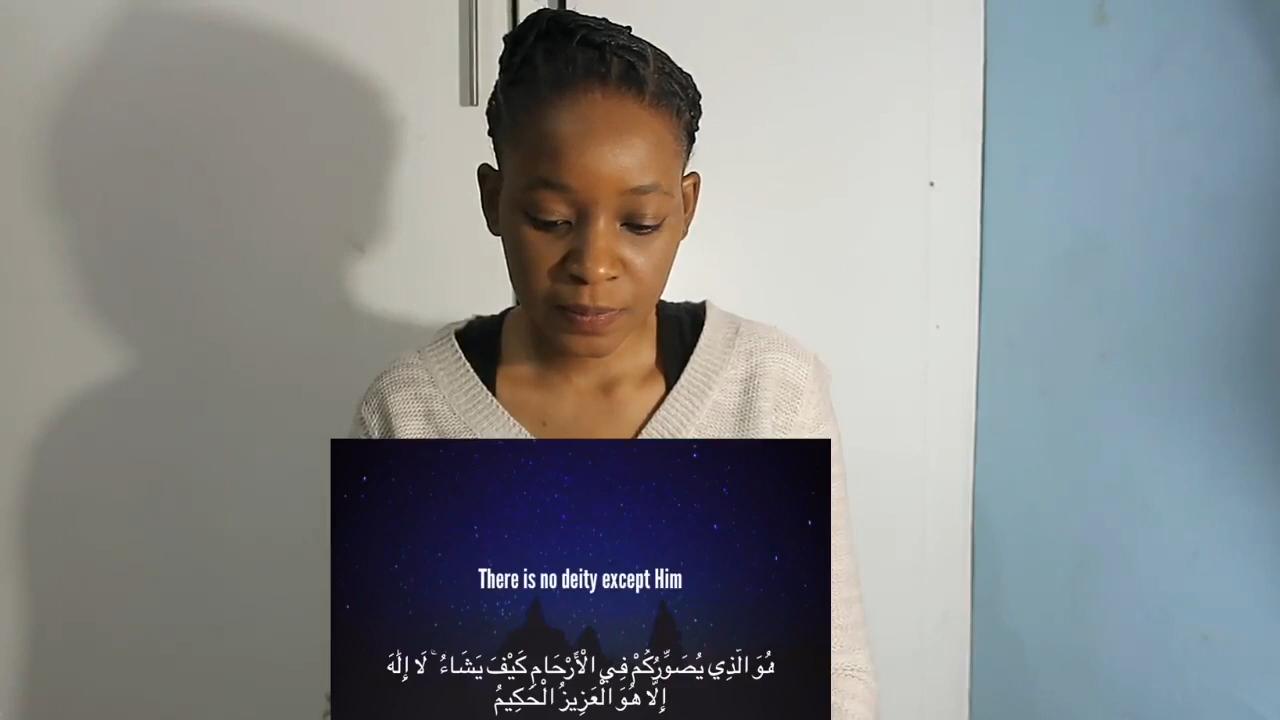 There is no deity except Him
هُوَ الَّذِي يُصَوِّرُكُمْ فِي الْأَرْحَامِ كَيْفَ يَشَاءُ ۚ لَا إِلَٰهَ
إِلَّا هُوَ الْعَزِيزُ الْحَكِيمُ